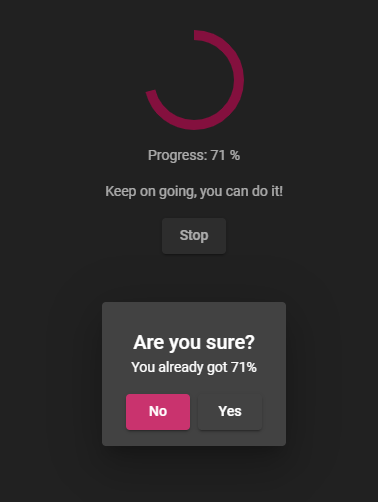 Progress: 71 %
Keep on going, you can do it!
Stop
Are you sure?
You already got 71%
No Yes